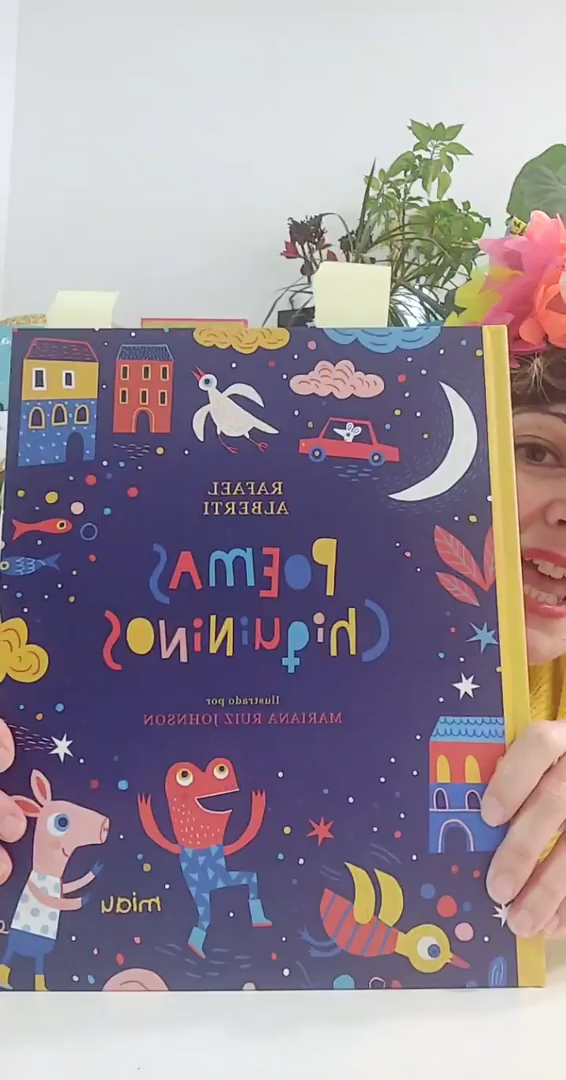 RAFAEL
ALBERTI
POEMAS
CHiquiNiNOS
Ilustrado por
MARIANA RUIZ JOHNSON
miau